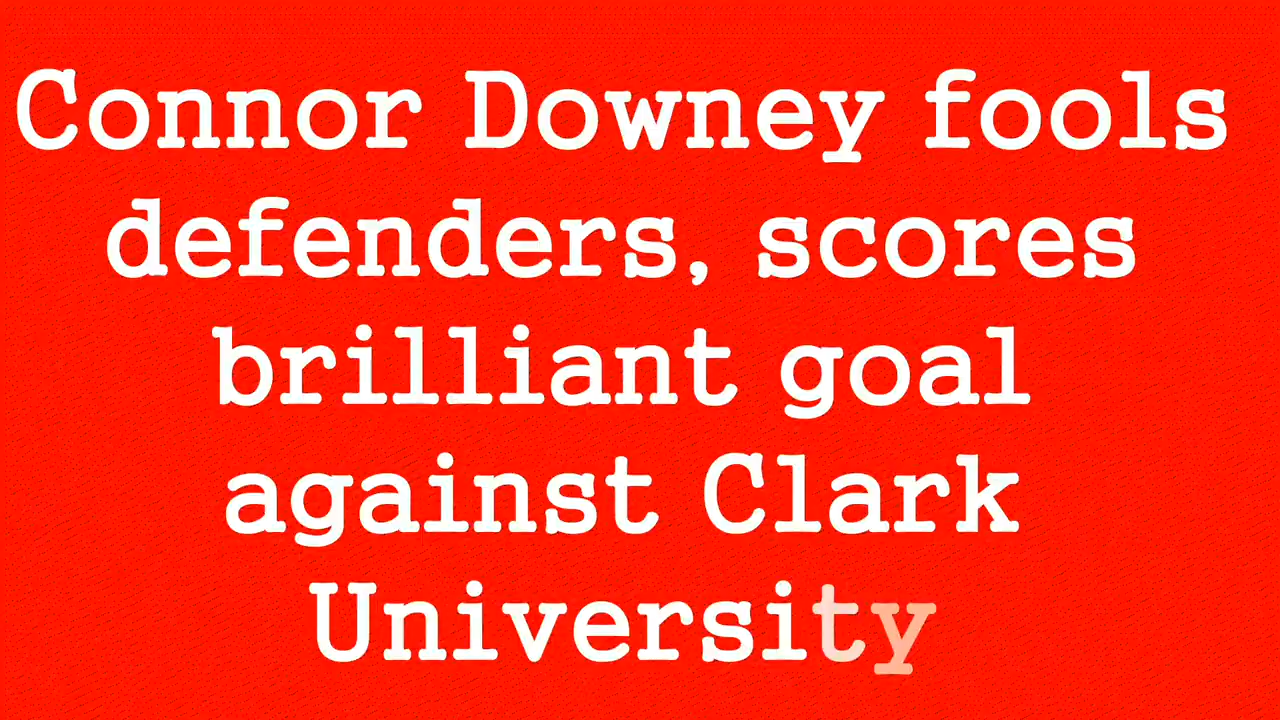 Connor Downey fools
defenders, scores
brilliant goal
against Clark
University